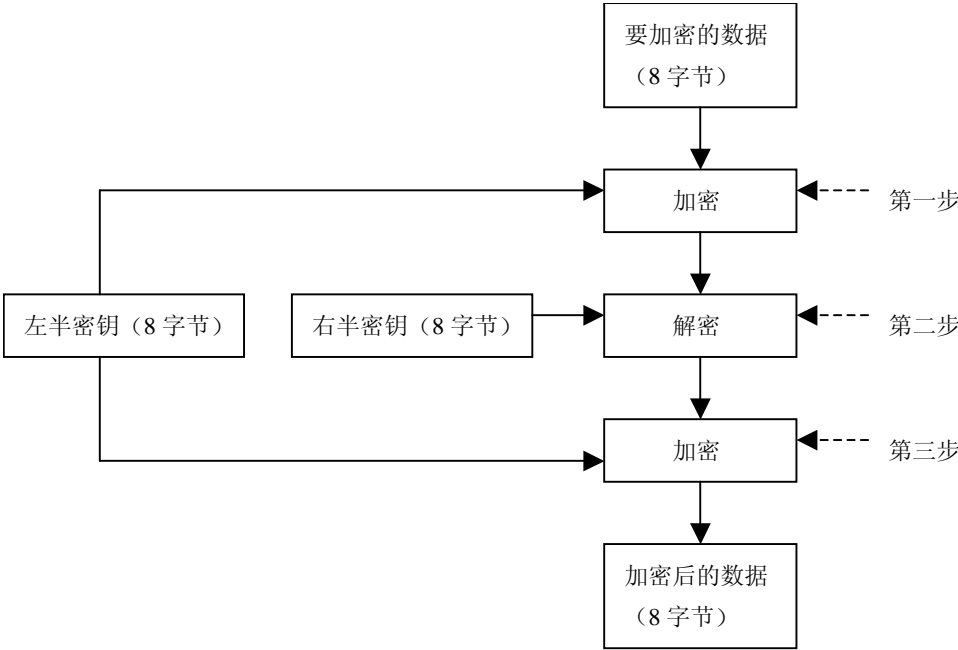 要加密的数据
（8 字节）
加密
第一步
左半密钥（8 字节）
右半密钥（8 字节）
解密
第二步
加密
第三步
加密后的数据
（8 字节）